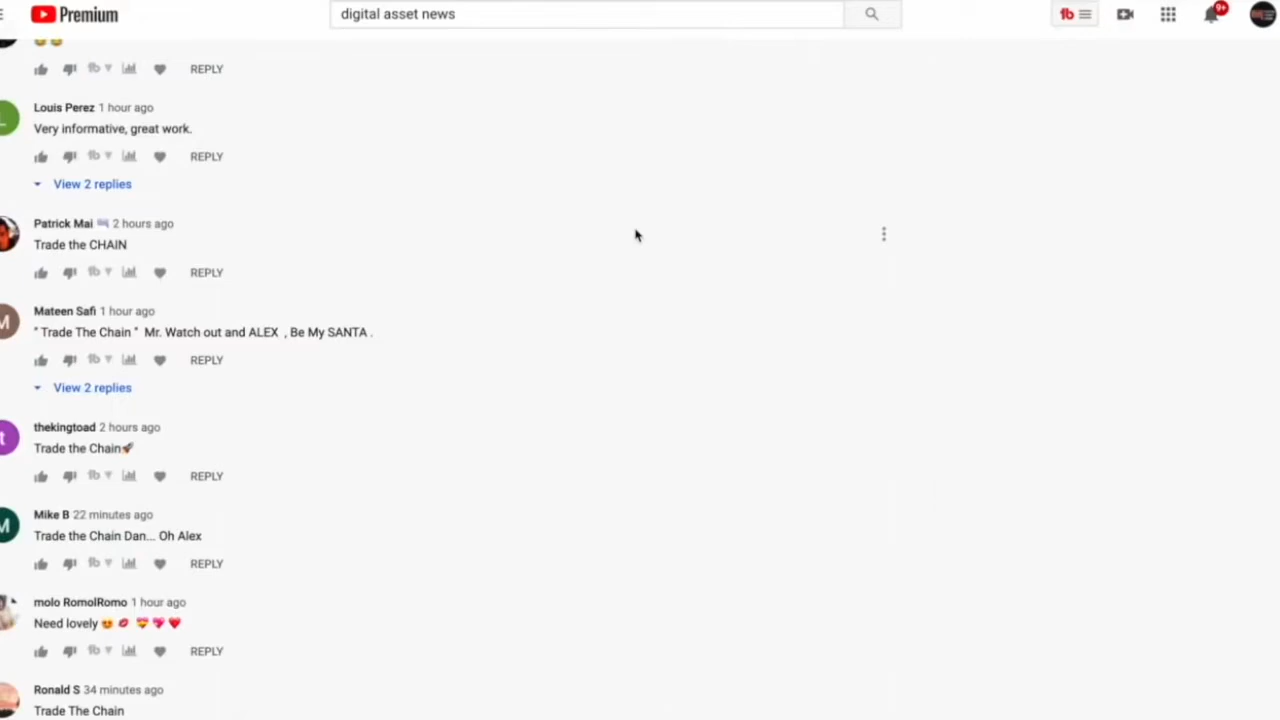 Premium
digital asset news
9+
REPLY
Louis Perez 1 hour ago
Very informative, great work.
REPLY
View 2 replies
Patrick Mai 2 hours ago
Trade the CHAIN
REPLY
Mateen Safi 1 hour ago
" Trade The Chain " Mr. Watch out and ALEX , Be My SANTA .
REPLY
View 2 replies
thekingtoad 2 hours ago
Trade the Chain🚀
REPLY
Mike B 22 minutes ago
Trade the Chain Dan... Oh Alex
REPLY
molo RomolRomo 1 hour ago
Need lovely 😍 💋 💝 💖 ❤️
REPLY
Ronald S 34 minutes ago
Trade The Chain